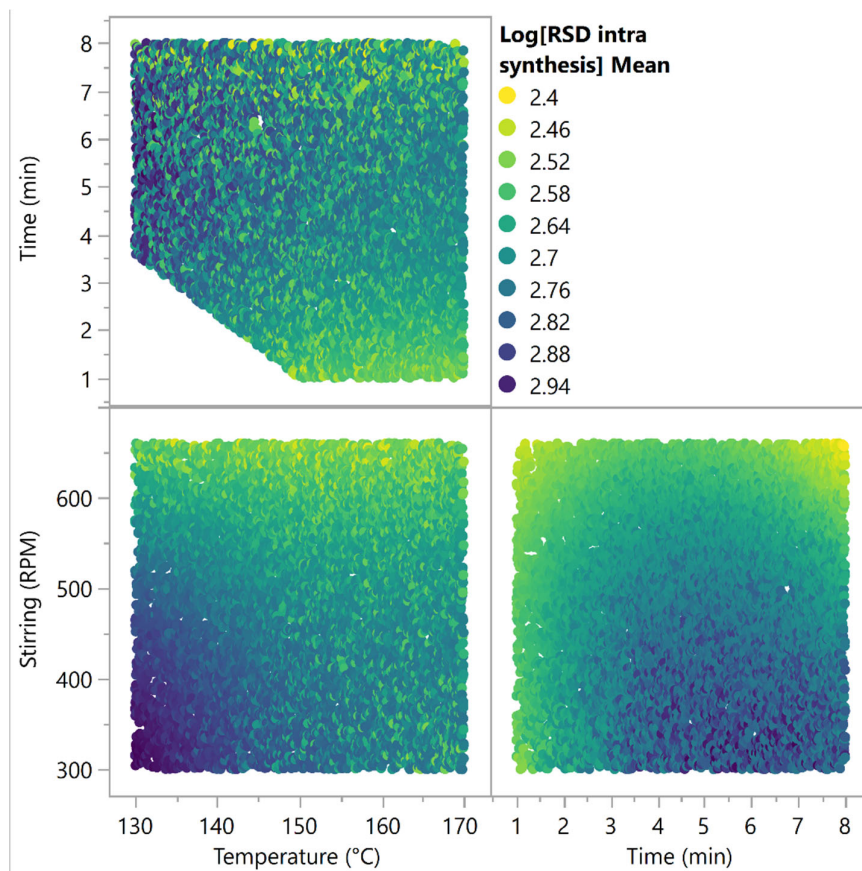 Log[RSD intra
synthesis] Mean
2.4
2.46
2.52
2.58
2.64
2.7
2.76
2.82
2.88
2.94
Time (min)
8
7
6
5
4
3
2
1
Stirring (RPM)
600
500
400
300
130 140 150 160 170
Temperature (°C)
1 2 3 4 5 6 7 8
Time (min)